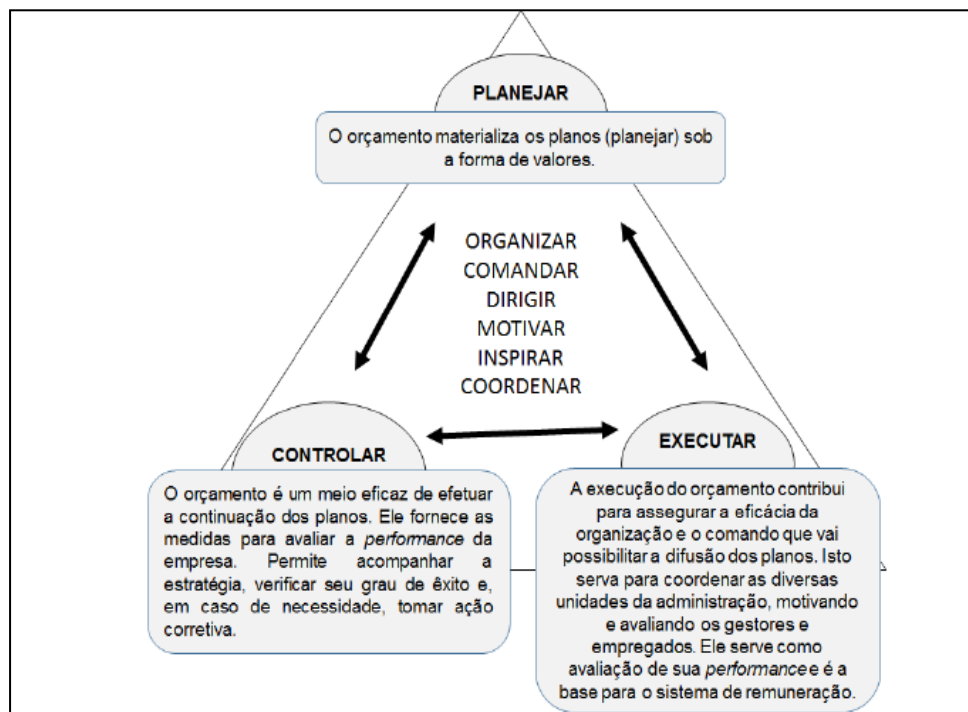 PLANEJAR
O orçamento materializa os planos (planejar) sob
a forma de valores.
ORGANIZAR
COMANDAR
DIRIGIR
MOTIVAR
INSPIRAR
COORDENAR
CONTROLAR
O orçamento é um meio eficaz de efetuar
a continuação dos planos. Ele fornece as
medidas para avaliar a performance da
empresa. Permite acompanhar a
estratégia, verificar seu grau de êxito e,
em caso de necessidade, tomar ação
corretiva.
EXECUTAR
A execução do orçamento contribui
para assegurar a eficácia da
organização e o comando que vai
possibilitar a difusão dos planos. Isto
serva para coordenar as diversas
unidades da administração, motivando
e avaliando os gestores e
empregados. Ele serve como
avaliação de sua performance e é a
base para o sistema de remuneração.